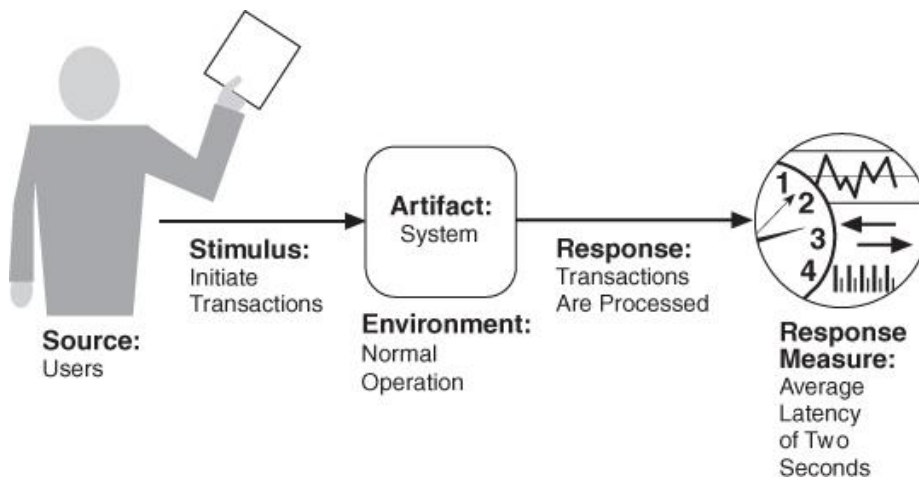 Source:
Users
Stimulus:
Initiate
Transactions
Artifact:
System
Environment:
Normal
Operation
Response:
Transactions
Are Processed
1
2
3
4
Response
Measure:
Average
Latency
of Two
Seconds